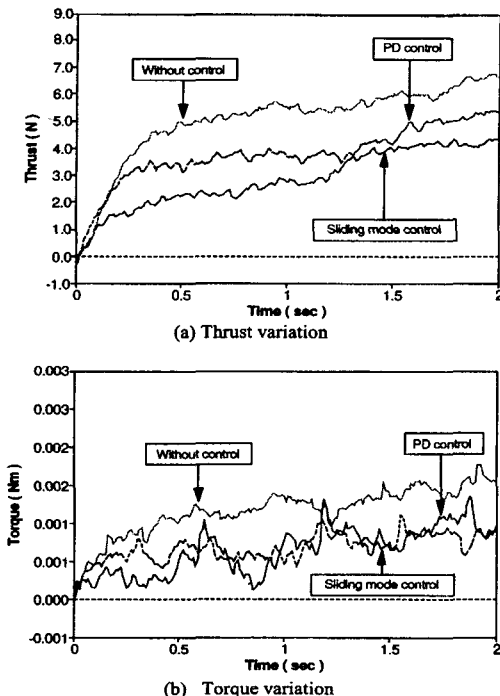 9.0
8.0
7.0
6.0
5.0
4.0
3.0
2.0
1.0
0.0
-1.0
Thrust ( N )
Without control
PD control
Sliding mode control
0 0.5 1 1.5 2
Time ( sec )
(a) Thrust variation
0.003
0.002
0.002
0.001
0.001
0.000
-0.001
Torque ( Nm )
Without control
PD control
Sliding mode control
0 0.5 1 1.5 2
Time ( sec )
(b) Torque variation